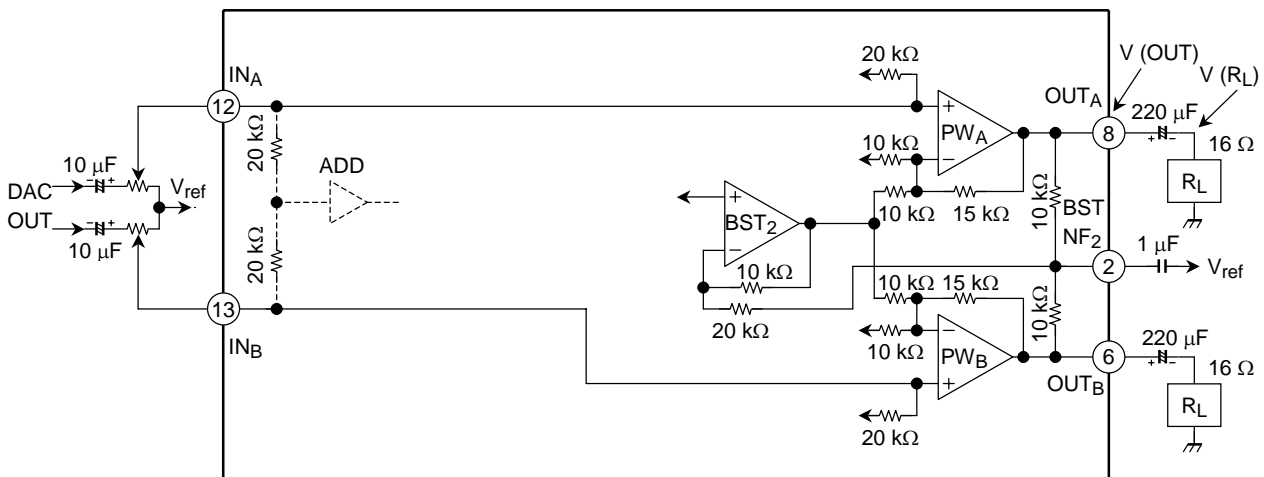 20 kΩ
V (OUT)
V (RL)
INA
OUTA
12
+
PWA
−
8
220 μF
+ −
16 Ω
RL
10 μF
− +
DAC
OUT
− +
10 μF
Vref
20 kΩ
ADD
20 kΩ
10 kΩ
10 kΩ
15 kΩ
10 kΩ
BST
NF2
+
BST2
−
10 kΩ
20 kΩ
2
1 μF
Vref
10 kΩ
15 kΩ
10 kΩ
10 kΩ
−
PWB
+
20 kΩ
13
INB
6
OUTB
220 μF
+ −
16 Ω
RL